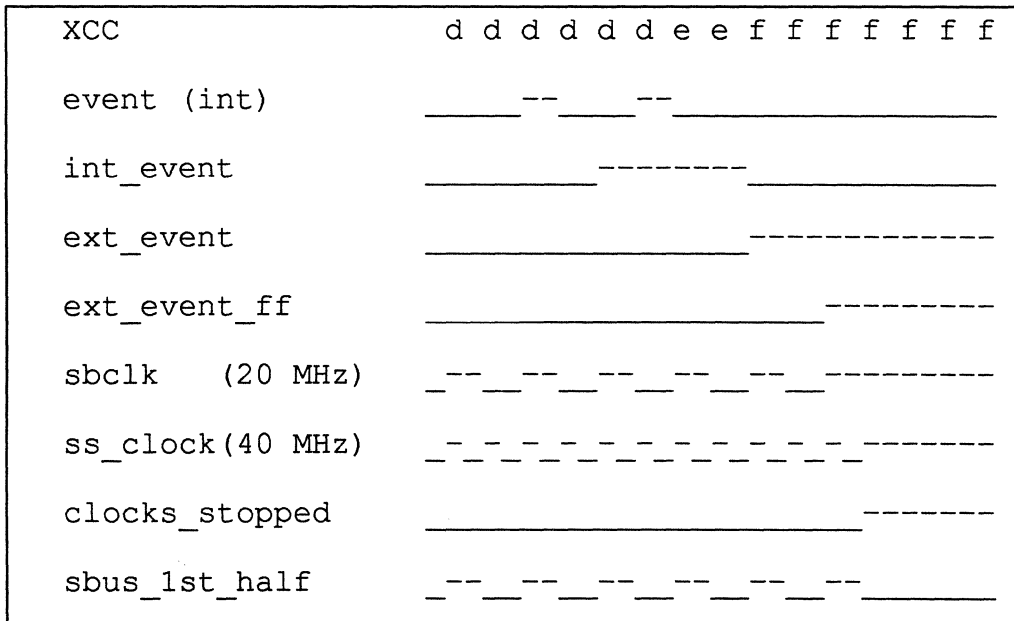 XCC d d d d d d e e f f f f f f f
event (int)
int_event
ext_event
ext_event_ff
sbclk (20 MHz)
ss_clock(40 MHz)
clocks_stopped
sbus_1st_half